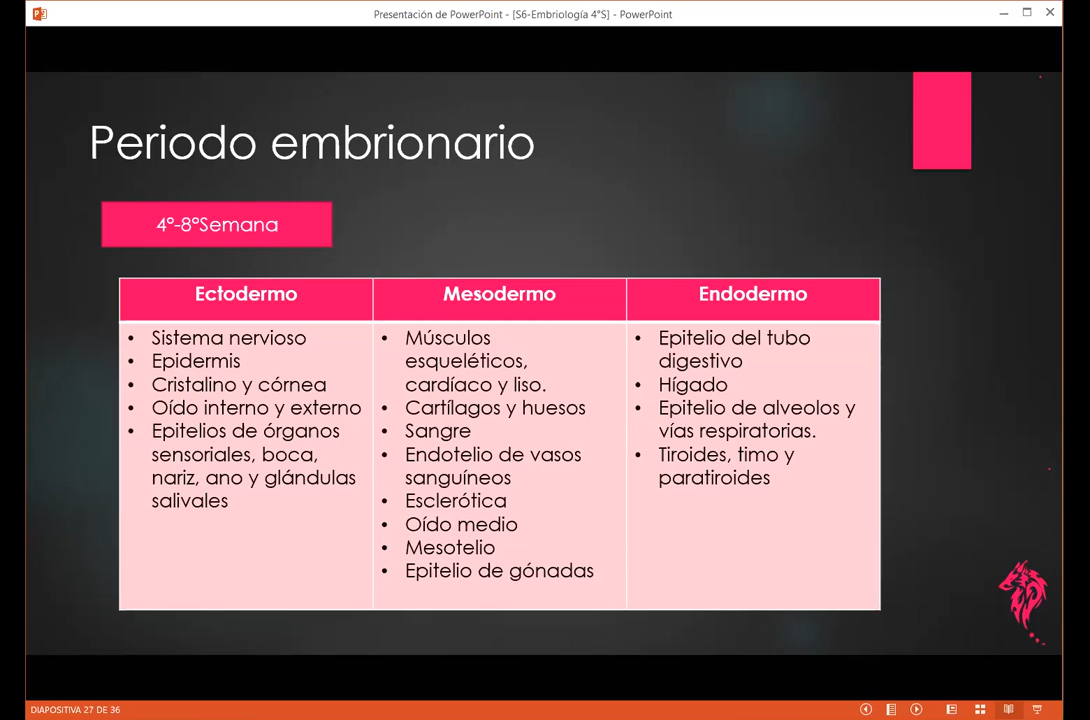 Presentación de PowerPoint - [S6-Embriología 4°S] - PowerPoint
Periodo embrionario
4°-8°Semana
Ectodermo
• Sistema nervioso
• Epidermis
• Cristalino y córnea
• Oído interno y externo
• Epitelios de órganos
sensoriales, boca,
nariz, ano y glándulas
salivales
Mesodermo
• Músculos
esqueléticos,
cardíaco y liso.
• Cartílagos y huesos
• Sangre
• Endotelio de vasos
sanguíneos
• Esclerótica
• Oído medio
• Mesotelio
• Epitelio de gónadas
Endodermo
• Epitelio del tubo
digestivo
• Hígado
• Epitelio de alveolos y
vías respiratorias.
• Tiroides, timo y
paratiroides
DIAPOSITIVA 27 DE 36